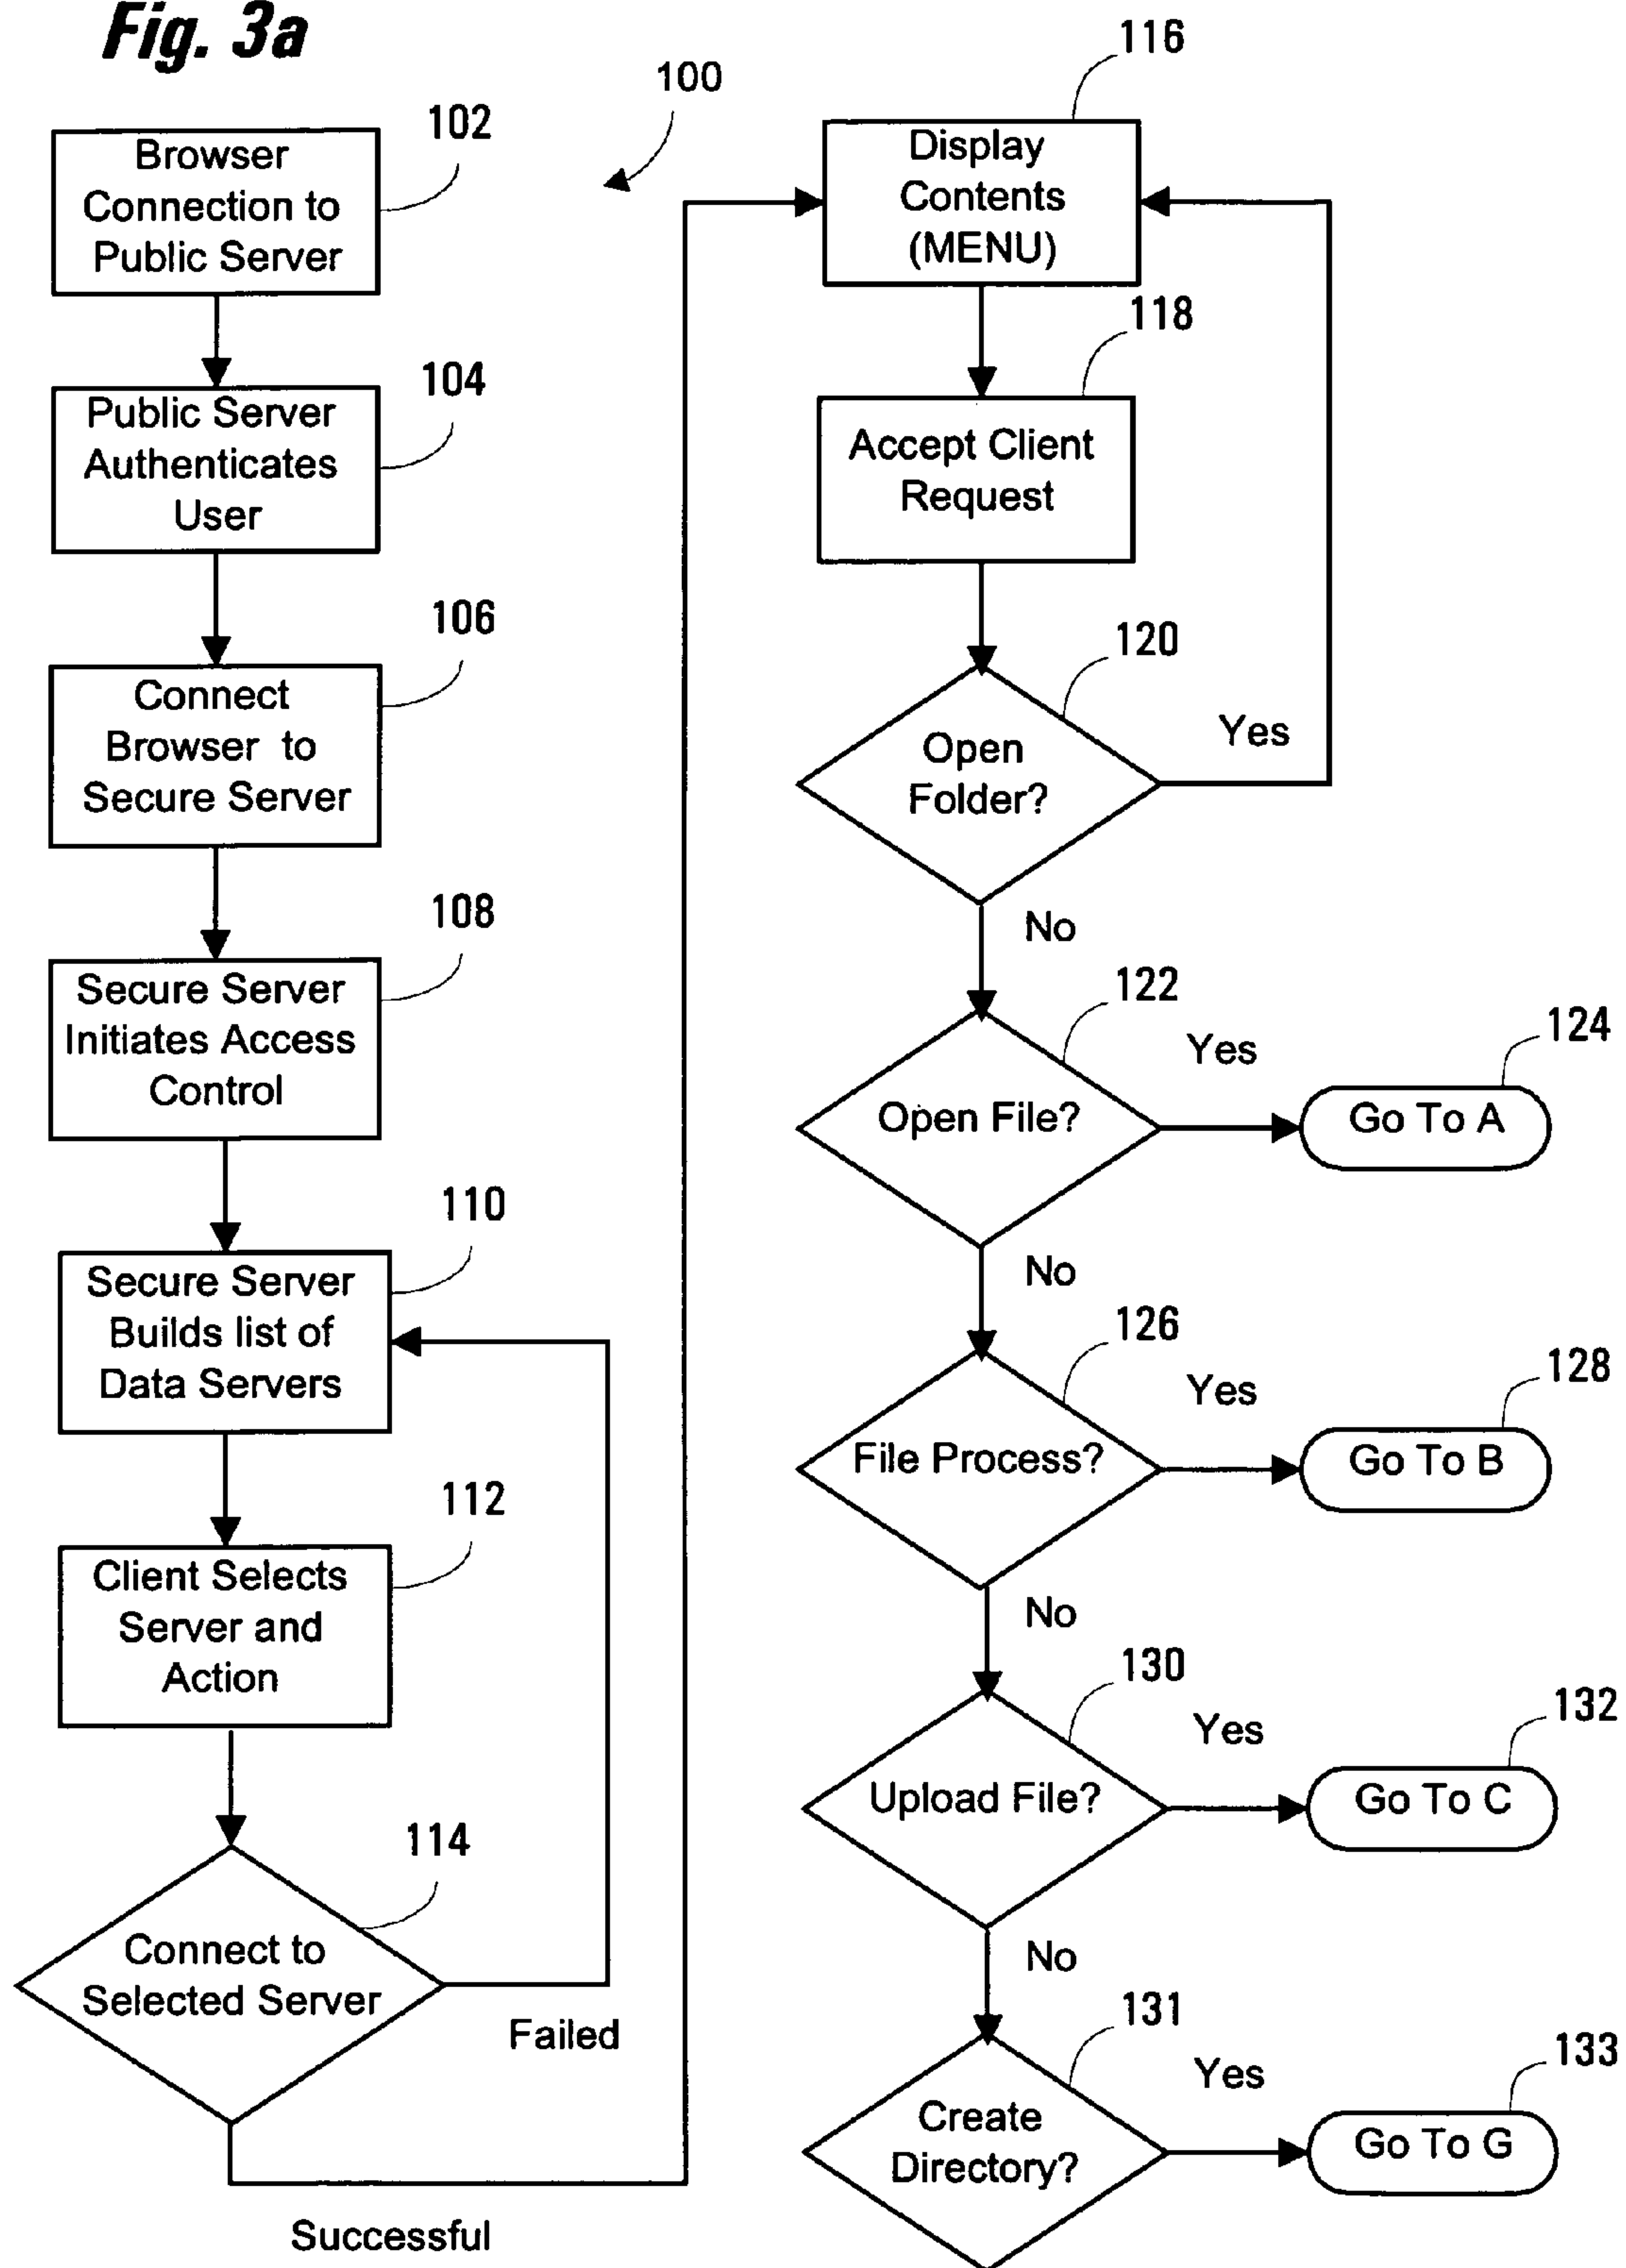 Fig. 3a
100
102
Browser
Connection to
Public Server
104
Public Server
Authenticates
User
106
Connect
Browser to
Secure Server
108
Secure Server
Initiates Access
Control
110
Secure Server
Builds list of
Data Servers
112
Client Selects
Server and
Action
114
Connect to
Selected Server
Failed
Successful
116
Display
Contents
(MENU)
118
Accept Client
Request
120
Open
Folder?
Yes
No
122
Open File?
Yes
124
Go To A
No
126
File Process?
Yes
128
Go To B
No
130
Upload File?
Yes
132
Go To C
No
131
Create
Directory?
Yes
133
Go To G